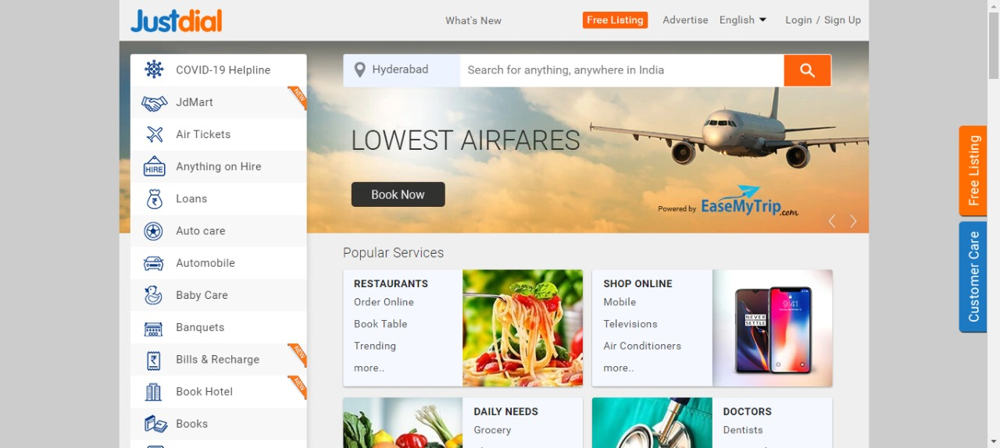 Justdial
What's New
Free Listing
Advertise
English
Login / Sign Up
COVID-19 Helpline
JdMart
NEW
Air Tickets
Anything on Hire
HIRE
Loans
Auto care
Automobile
Baby Care
Banquets
Bills & Recharge
NEW
Book Hotel
NEW
Books
Hyderabad
Search for anything, anywhere in India
LOWEST AIRFARES
Book Now
Powered by EaseMyTrip.com
Popular Services
RESTAURANTS
Order Online
Book Table
Trending
more..
SHOP ONLINE
Mobile
Televisions
Air Conditioners
more..
NEVER
SETTLE
9:41
DAILY NEEDS
Grocery
DOCTORS
Dentists
Free Listing
Customer Care